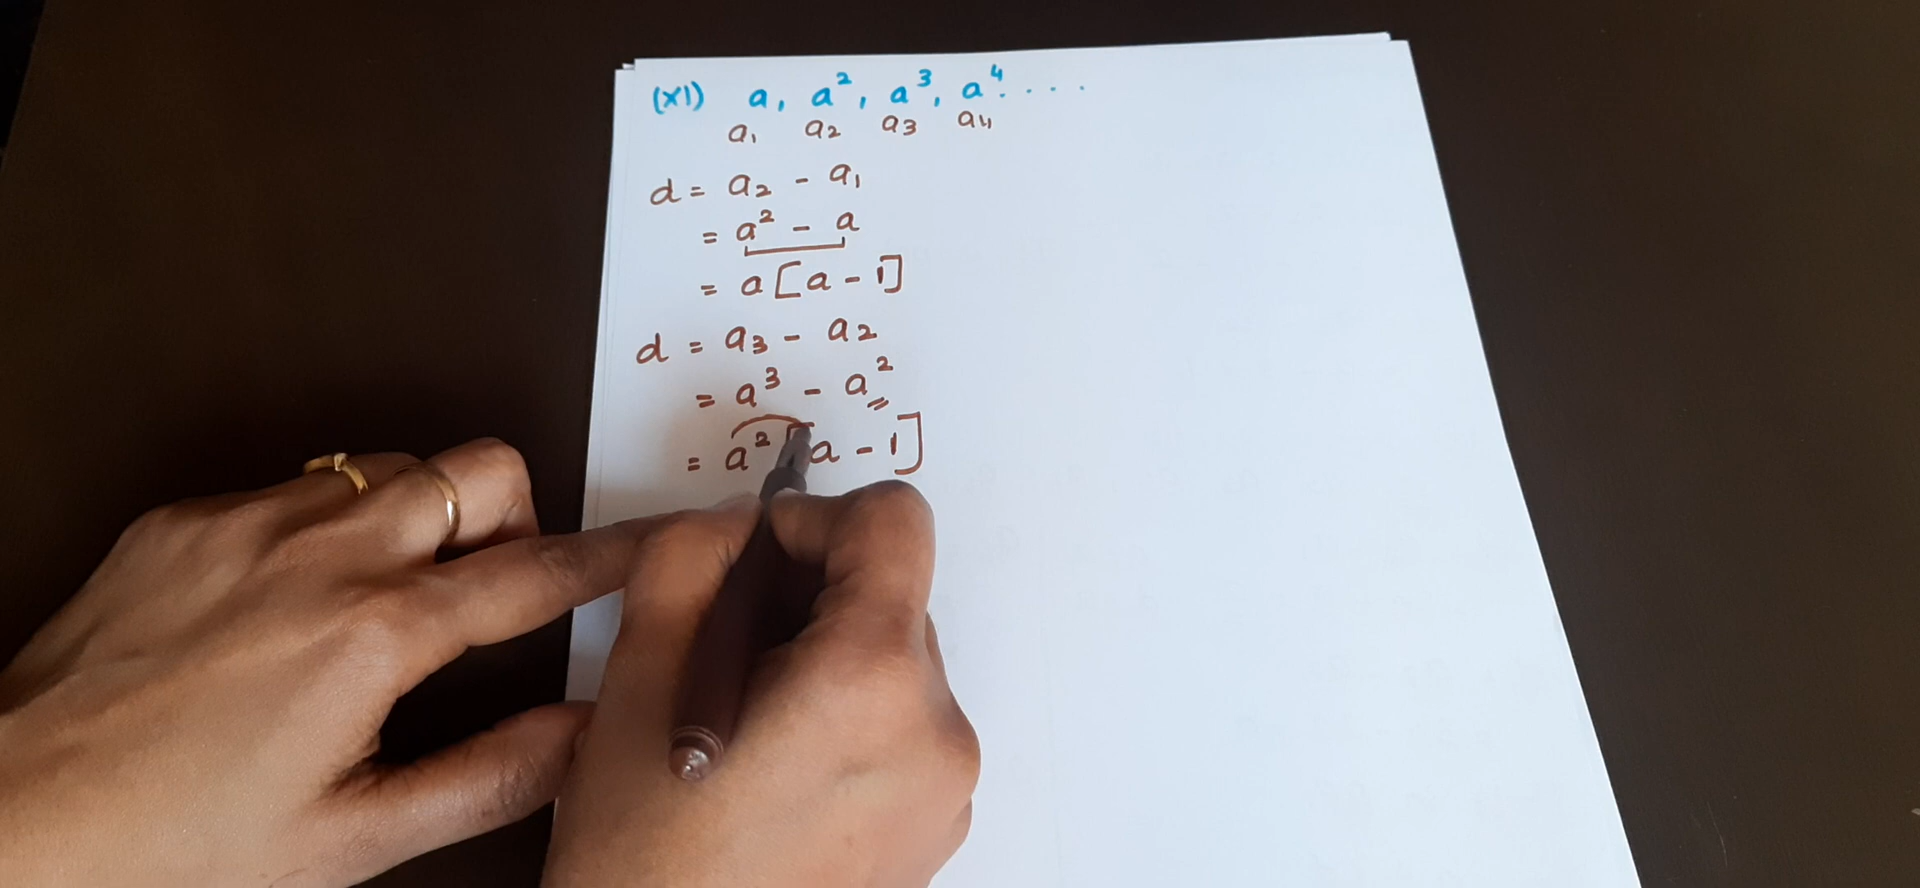 (XI) a, a², a³, a⁴. . . .
a₁ a₂ a₃ a₄
d = a₂ - a₁
= a² - a
= a [a - 1]
d = a₃ - a₂
= a³ - a²
= a² [a - 1]